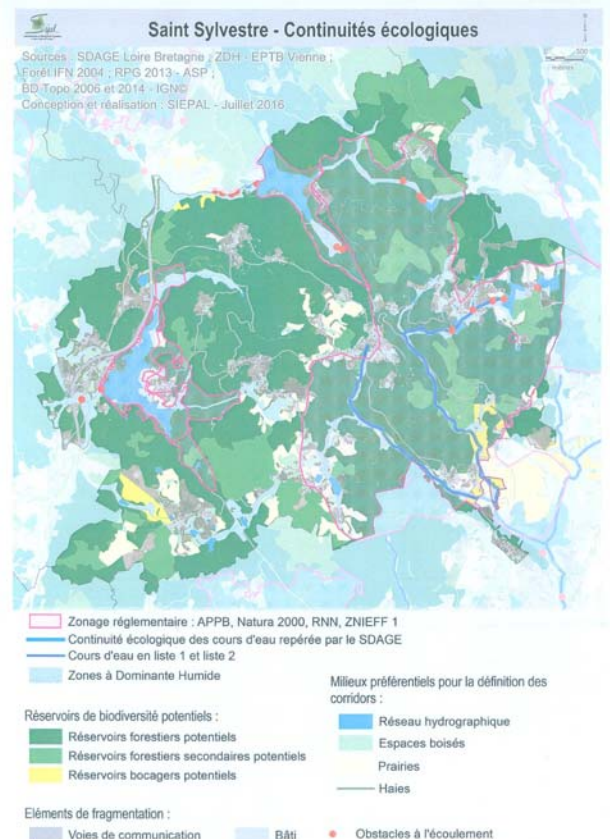 Saint Sylvestre - Continuités écologiques
Sources : SDAGE Loire Bretagne ; ZDH - EPTB Vienne ;
Forêt IFN 2004 ; RPG 2013 - ASP ;
BD Topo 2006 et 2014 - IGN©
Conception et réalisation : SIEPAL - Juillet 2016
Zonage réglementaire : APPB, Natura 2000, RNN, ZNIEFF 1
Continuité écologique des cours d'eau repérée par le SDAGE
Cours d'eau en liste 1 et liste 2
Zones à Dominante Humide
Réservoirs de biodiversité potentiels :
Réservoirs forestiers potentiels
Réservoirs forestiers secondaires potentiels
Réservoirs bocagers potentiels
Milieux préférentiels pour la définition des
corridors :
Réseau hydrographique
Espaces boisés
Prairies
Haies
Eléments de fragmentation :
Voies de communication
Bâti
Obstacles à l'écoulement